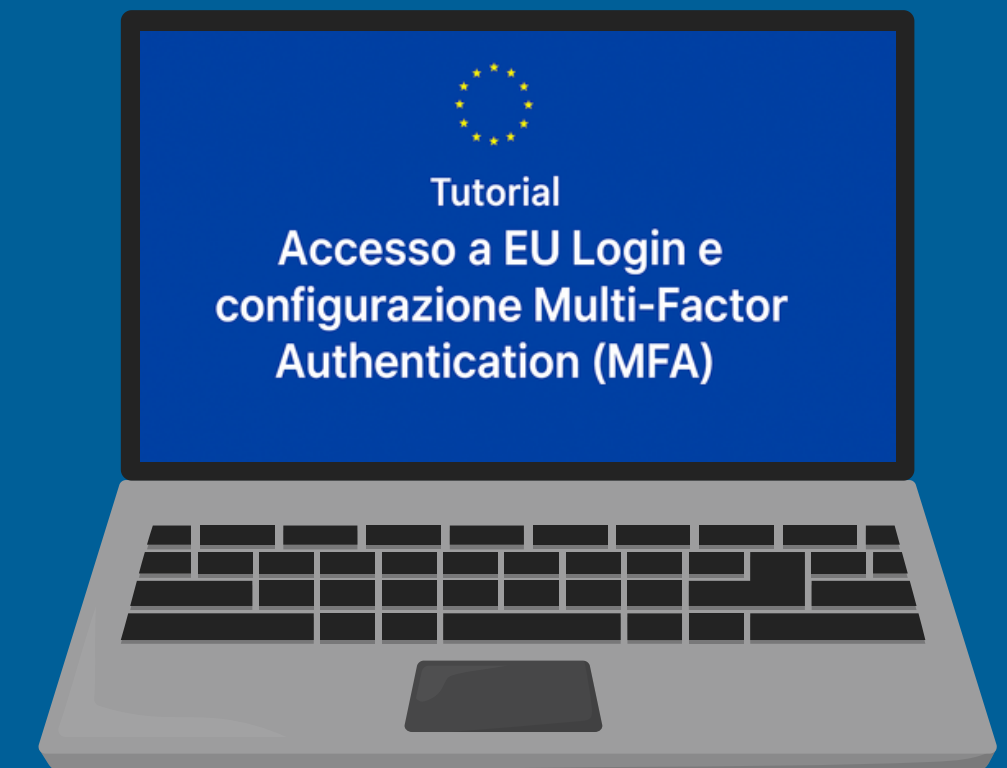 Tutorial
Accesso a EU Login e
configurazione Multi-Factor
Authentication (MFA)